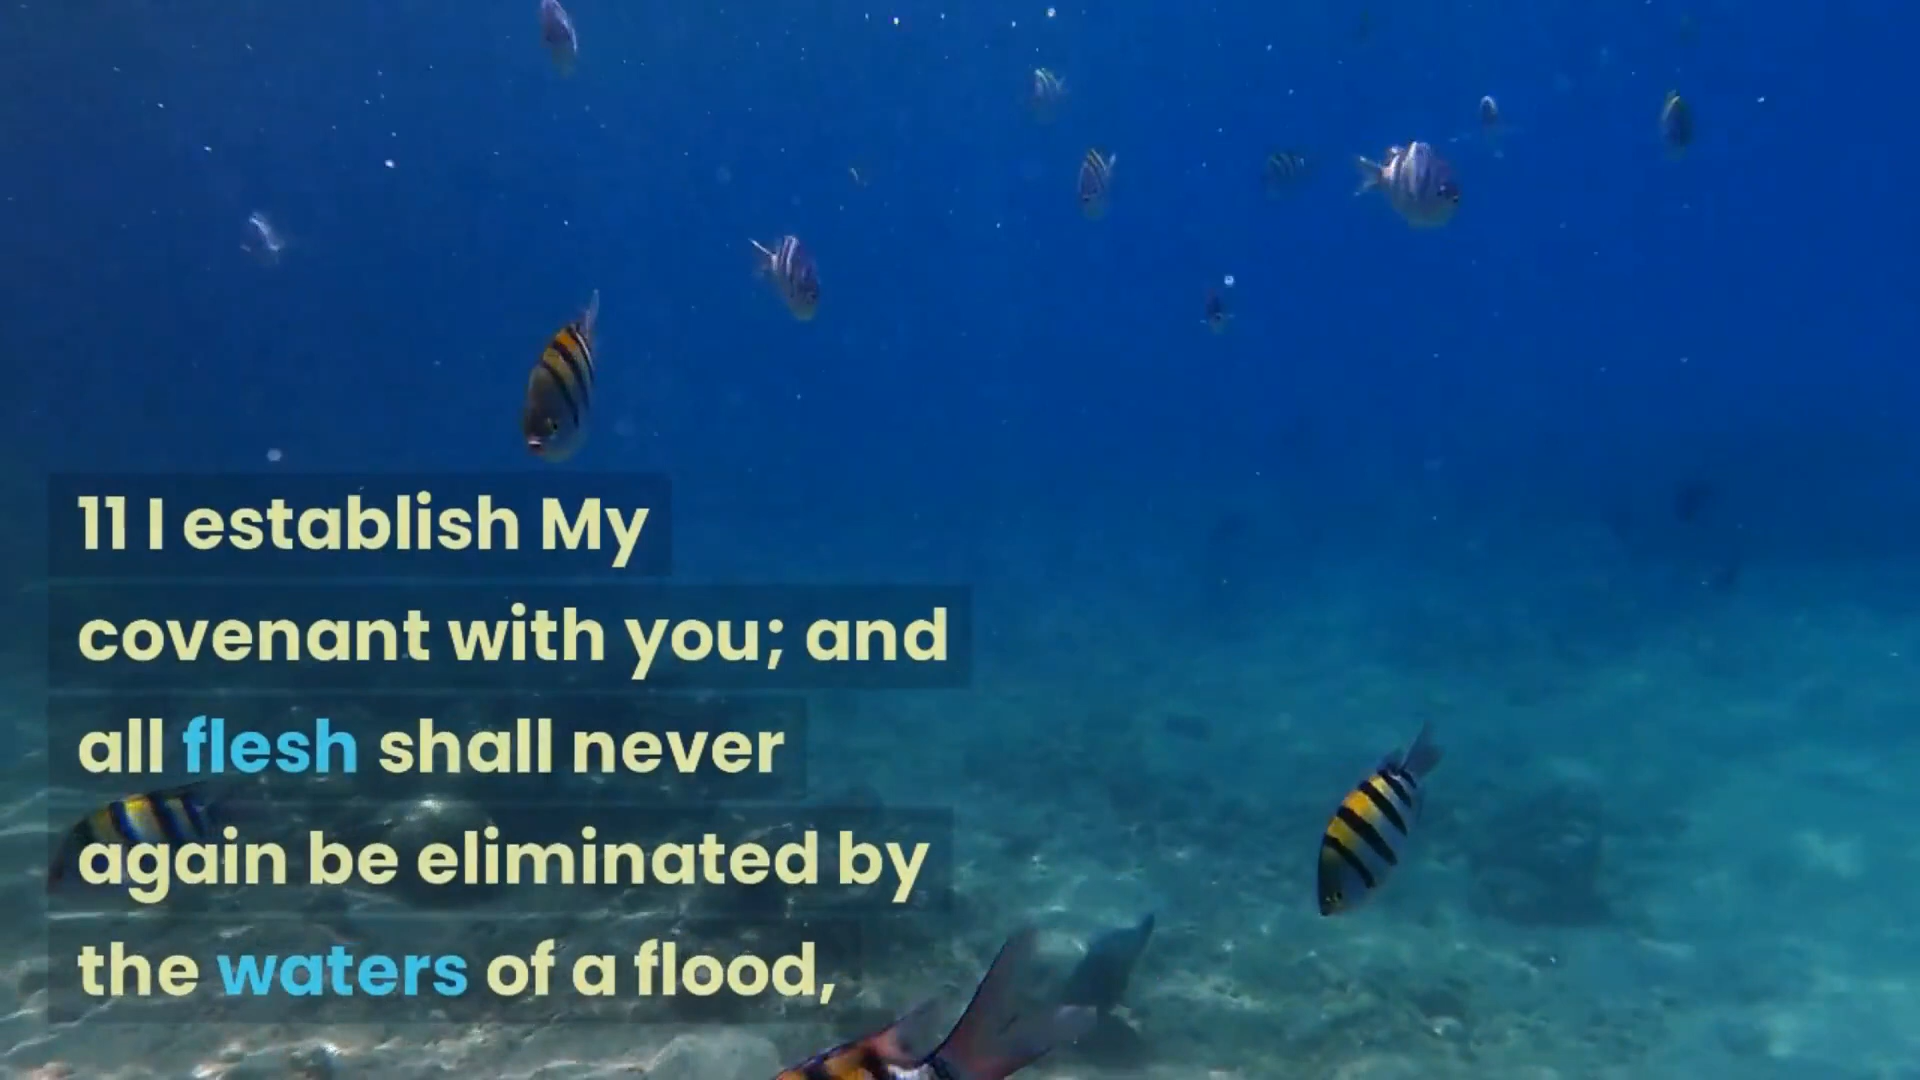 11 I establish My
covenant with you; and
all flesh shall never
again be eliminated by
the waters of a flood,